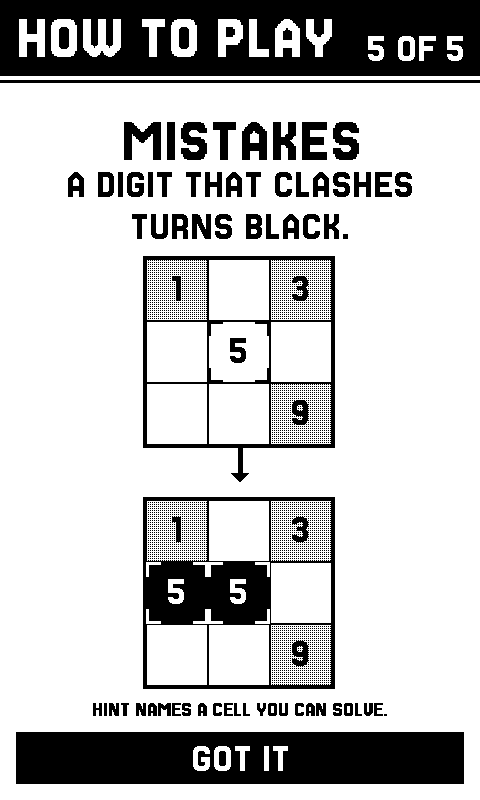 HOW TO PLAY 5 OF 5
MISTAKES
A DIGIT THAT CLASHES
TURNS BLACK.
1 3
5
9
1 3
5 5
9
HINT NAMES A CELL YOU CAN SOLVE.
GOT IT